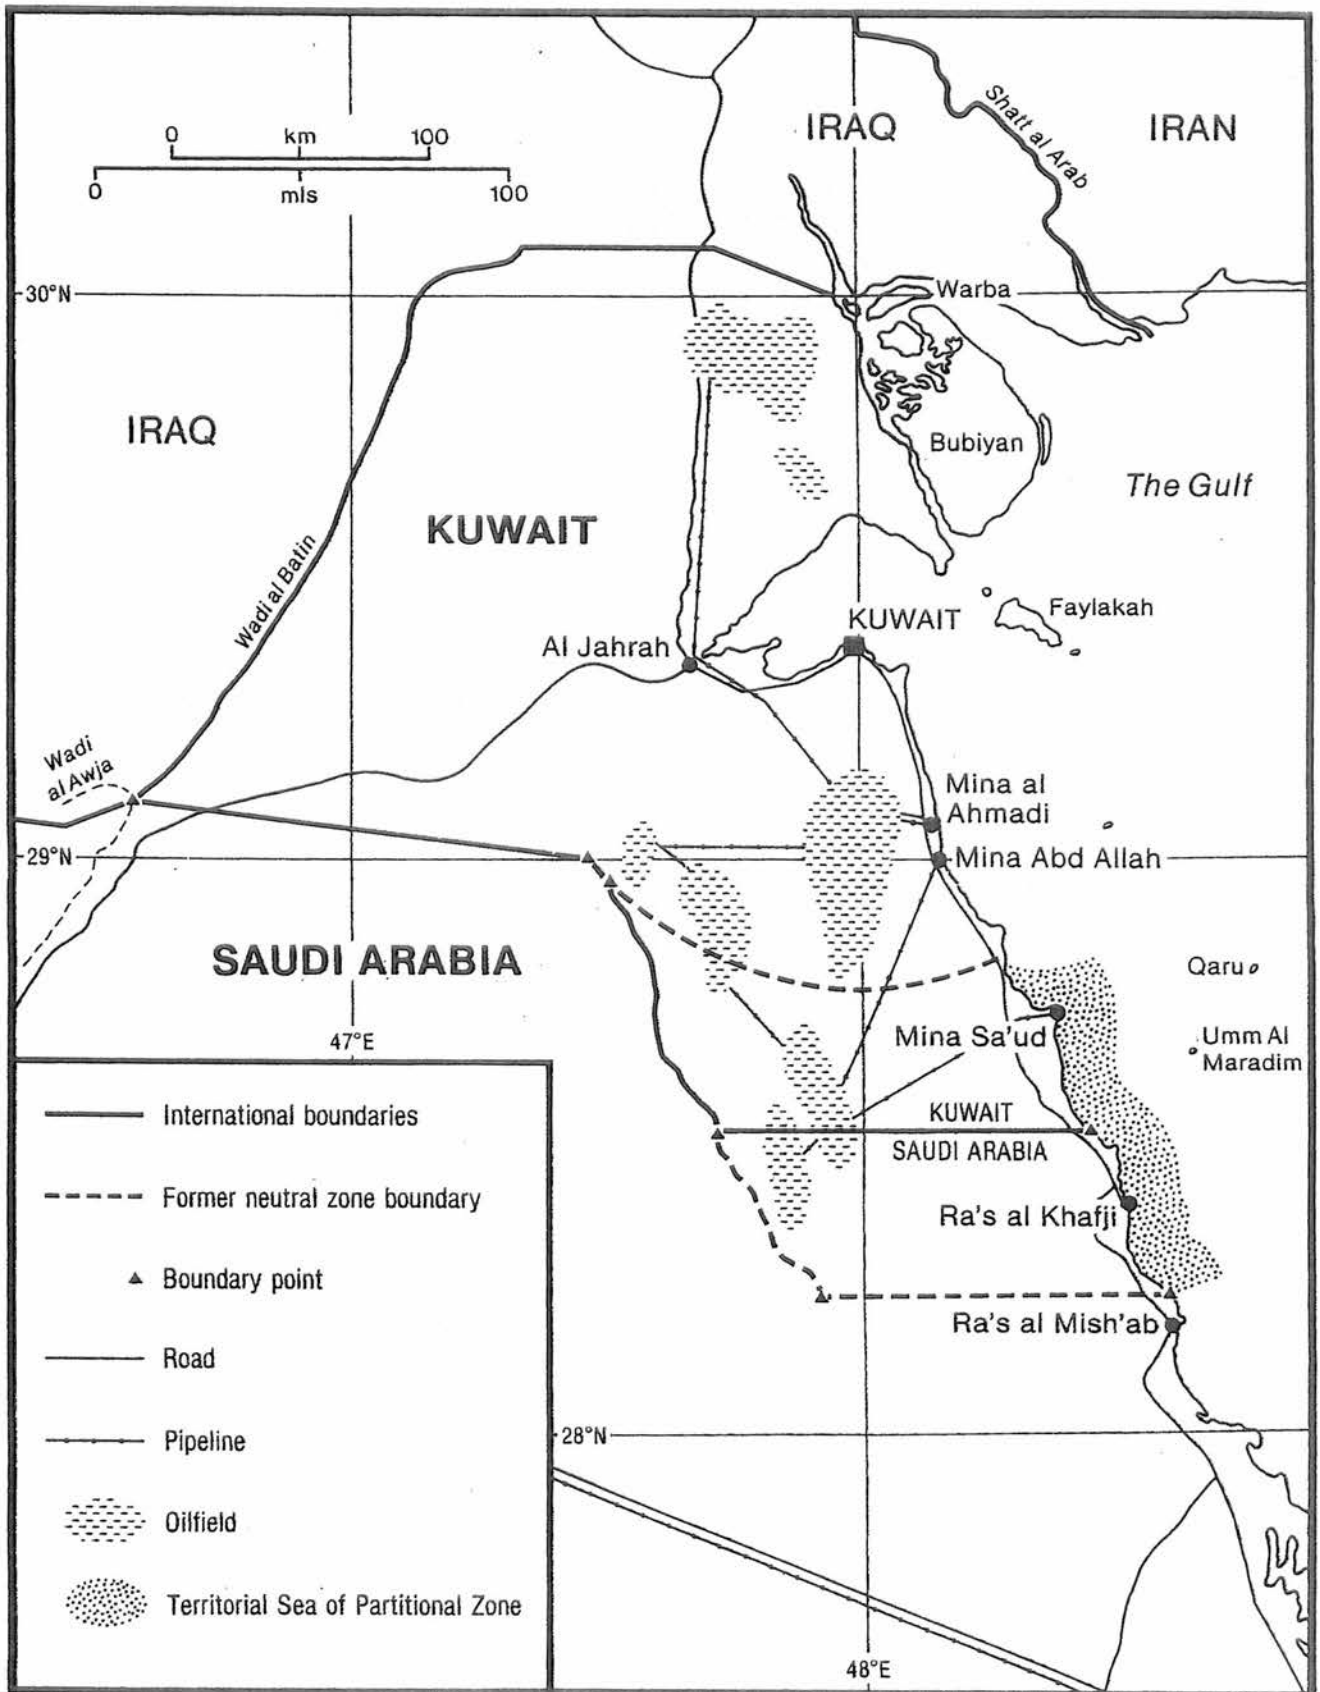 0 km 100
0 mls 100
IRAQ
IRAN
Shatt al Arab
30°N
Warba
IRAQ
Bubiyan
The Gulf
KUWAIT
Wadi al Batin
Faylakah
KUWAIT
Al Jahrah
Wadi
al Awja
Mina al
Ahmadi
29°N
Mina Abd Allah
SAUDI ARABIA
Qaru
47°E
Mina Sa'ud
Umm Al
Maradim
KUWAIT
SAUDI ARABIA
Ra's al Khafji
Ra's al Mish'ab
28°N
48°E
International boundaries
Former neutral zone boundary
Boundary point
Road
Pipeline
Oilfield
Territorial Sea of Partitional Zone